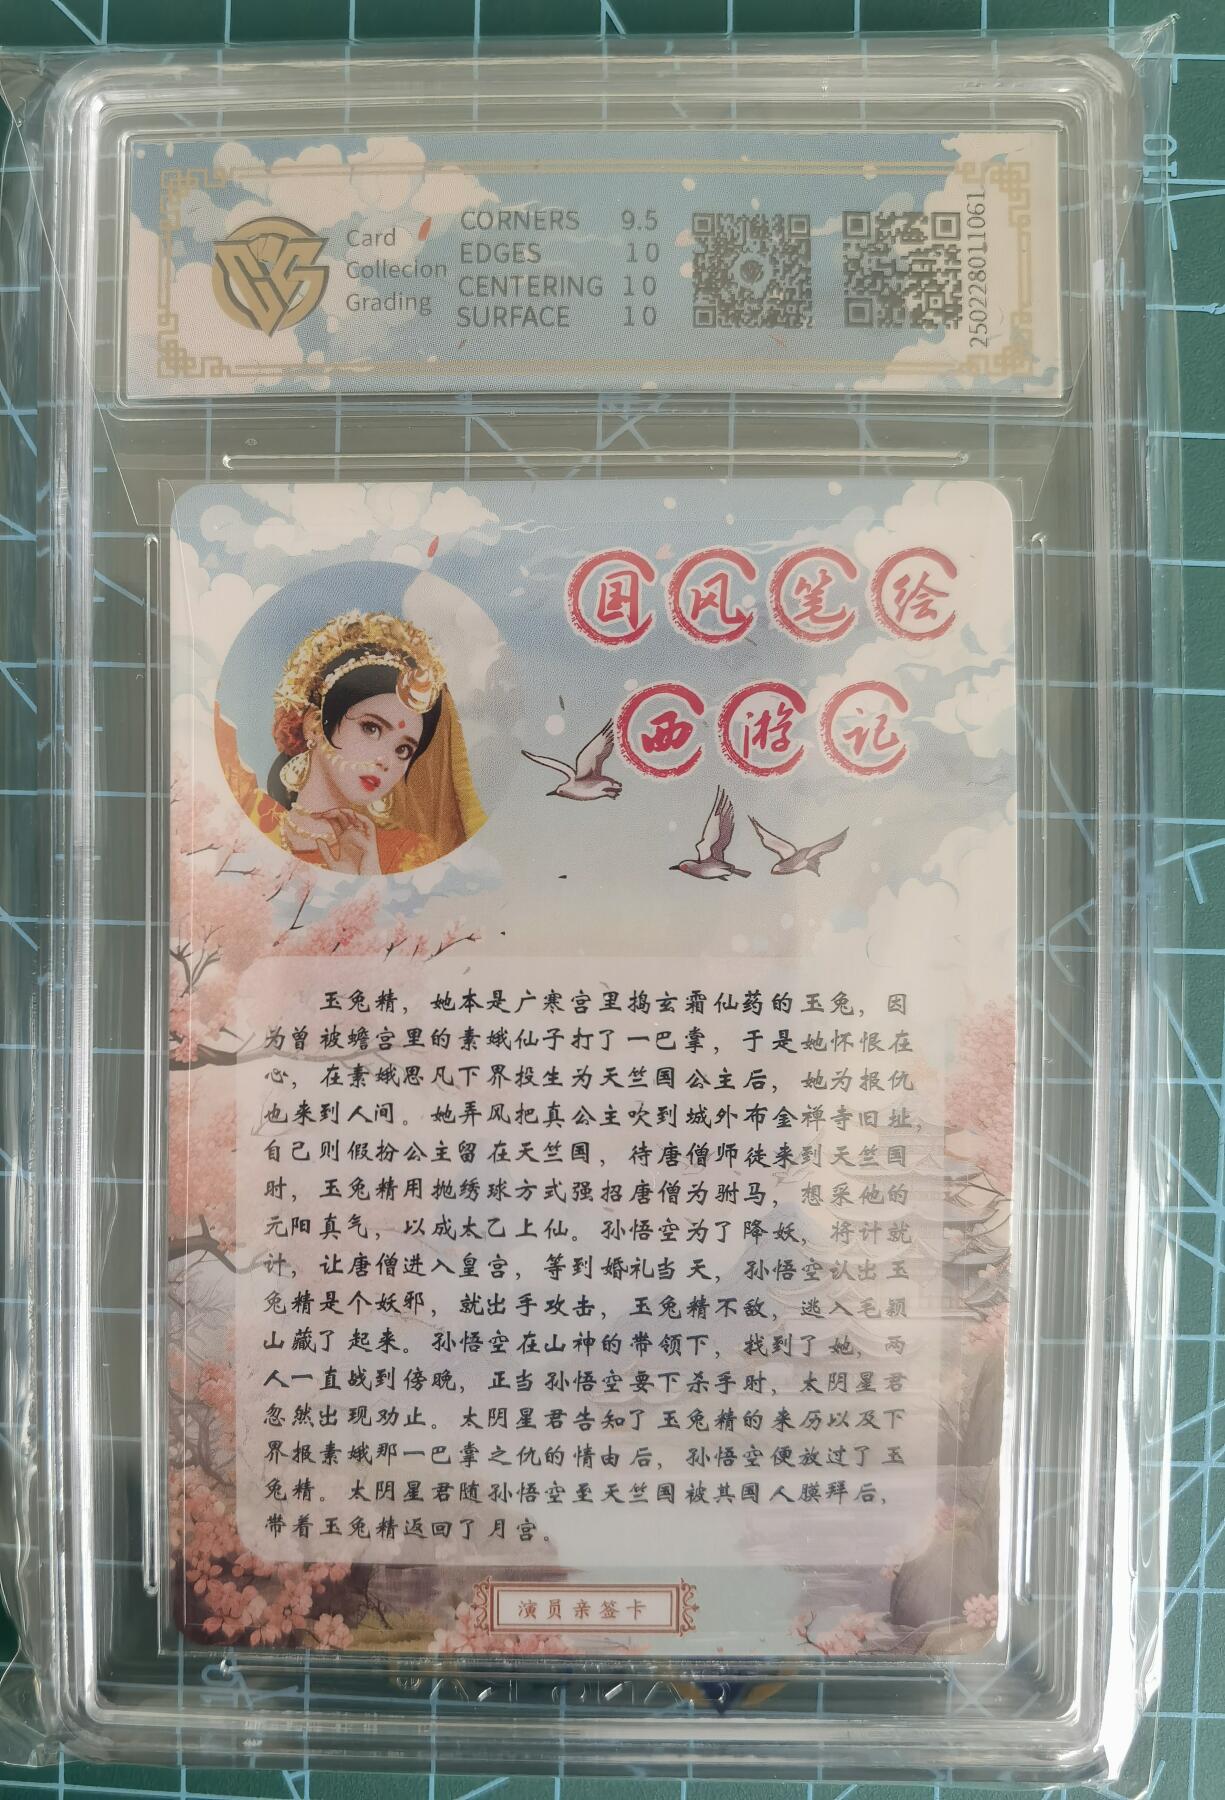 Card
Collecion
Grading
CORNERS 9.5
EDGES 10
CENTERING 10
SURFACE 10
250228011061
国风笔绘
西游记
玉兔精，她本是广寒宫里捣玄霜仙药的玉兔，因
为曾被蟾宫里的素娥仙子打了一巴掌，于是她怀恨在
心，在素娥思凡下界投生为天竺国公主后，她为报仇
也来到人间。她弄风把真公主吹到城外布金禅寺旧址，
自己则假扮公主留在天竺国，待唐僧师徒来到天竺国
时，玉兔精用抛绣球方式强招唐僧为驸马，想采他的
元阳真气，以成太乙上仙。孙悟空为了降妖，将计就
计，让唐僧进入皇宫，等到婚礼当天，孙悟空认出玉
兔精是个妖邪，就出手攻击，玉兔精不敌，逃入毛颖
山藏了起来。孙悟空在山神的带领下，找到了她，两
人一直战到傍晚，正当孙悟空要下杀手时，太阴星君
忽然出现劝止。太阴星君告知了玉兔精的来历以及下
界报素娥那一巴掌之仇的情由后，孙悟空便放过了玉
兔精。太阴星君随孙悟空至天竺国被其国人膜拜后，
带着玉兔精返回了月宫。
演员亲签卡